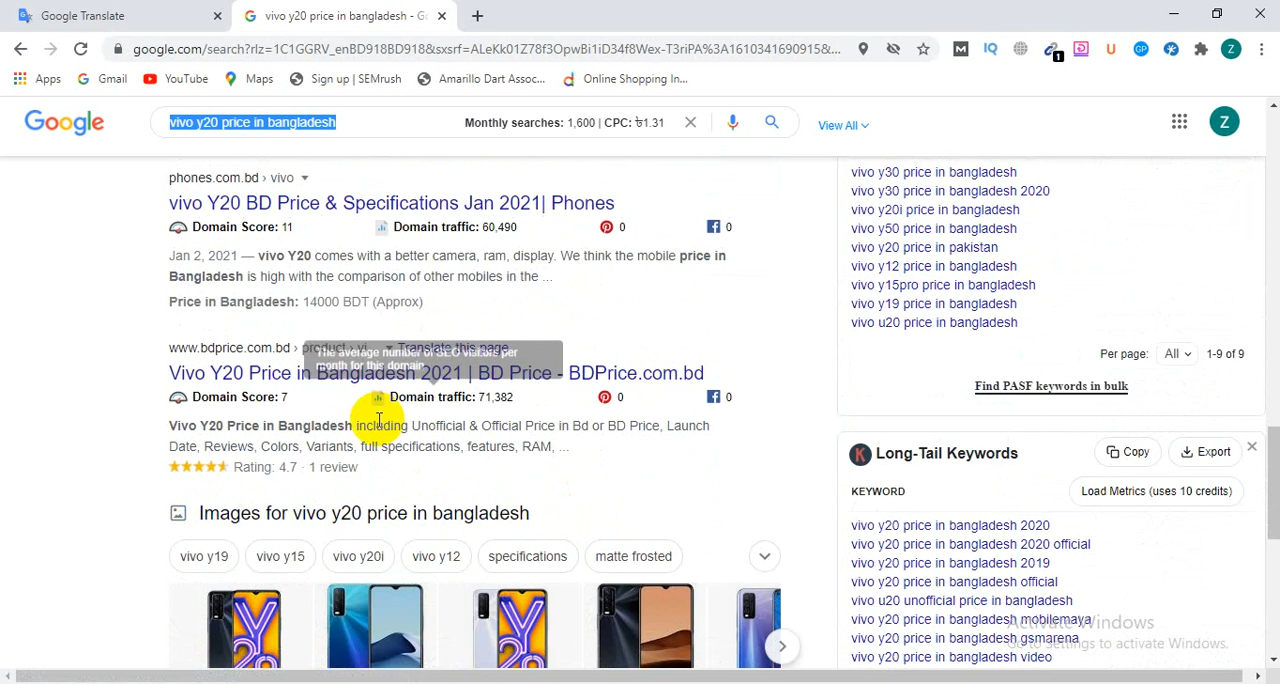 Google Translate
vivo y20 price in bangladesh - Go
google.com/search?rlz=1C1GGRV_enBD918BD918&sxsrf=ALeKk01Z78f3OpwBi1iD34f8Wex-T3riPA%3A1610341690915&...
Apps
Gmail
YouTube
Maps
Sign up | SEMrush
Amarillo Dart Assoc...
Online Shopping In...
Google
vivo y20 price in bangladesh
Monthly searches: 1,600 | CPC: ৳1.31
View All
Z
phones.com.bd › vivo
vivo Y20 BD Price & Specifications Jan 2021| Phones
Domain Score: 11
Domain traffic: 60,490
0
0
Jan 2, 2021 — vivo Y20 comes with a better camera, ram, display. We think the mobile price in
Bangladesh is high with the comparison of other mobiles in the ...
Price in Bangladesh: 14000 BDT (Approx)
www.bdprice.com.bd › product › vi... Translate this page
The average number of SEO visitors per
month for this domain
Vivo Y20 Price in Bangladesh 2021 | BD Price - BDPrice.com.bd
Domain Score: 7
Domain traffic: 71,382
0
0
Vivo Y20 Price in Bangladesh including Unofficial & Official Price in Bd or BD Price, Launch
Date, Reviews, Colors, Variants, full specifications, features, RAM, ...
Rating: 4.7 · 1 review
Images for vivo y20 price in bangladesh
vivo y19
vivo y15
vivo y20i
vivo y12
specifications
matte frosted
vivo y30 price in bangladesh
vivo y30 price in bangladesh 2020
vivo y20i price in bangladesh
vivo y50 price in bangladesh
vivo y20 price in pakistan
vivo y12 price in bangladesh
vivo y15pro price in bangladesh
vivo y19 price in bangladesh
vivo u20 price in bangladesh
Per page: All 1-9 of 9
Find PASF keywords in bulk
K Long-Tail Keywords
Copy
Export
KEYWORD
Load Metrics (uses 10 credits)
vivo y20 price in bangladesh 2020
vivo y20 price in bangladesh 2020 official
vivo y20 price in bangladesh 2019
vivo y20 price in bangladesh official
vivo u20 unofficial price in bangladesh
vivo y20 price in bangladesh mobilemaya
vivo y20 price in bangladesh gsmarena
vivo y20 price in bangladesh video
Activate Windows
Go to Settings to activate Windows.